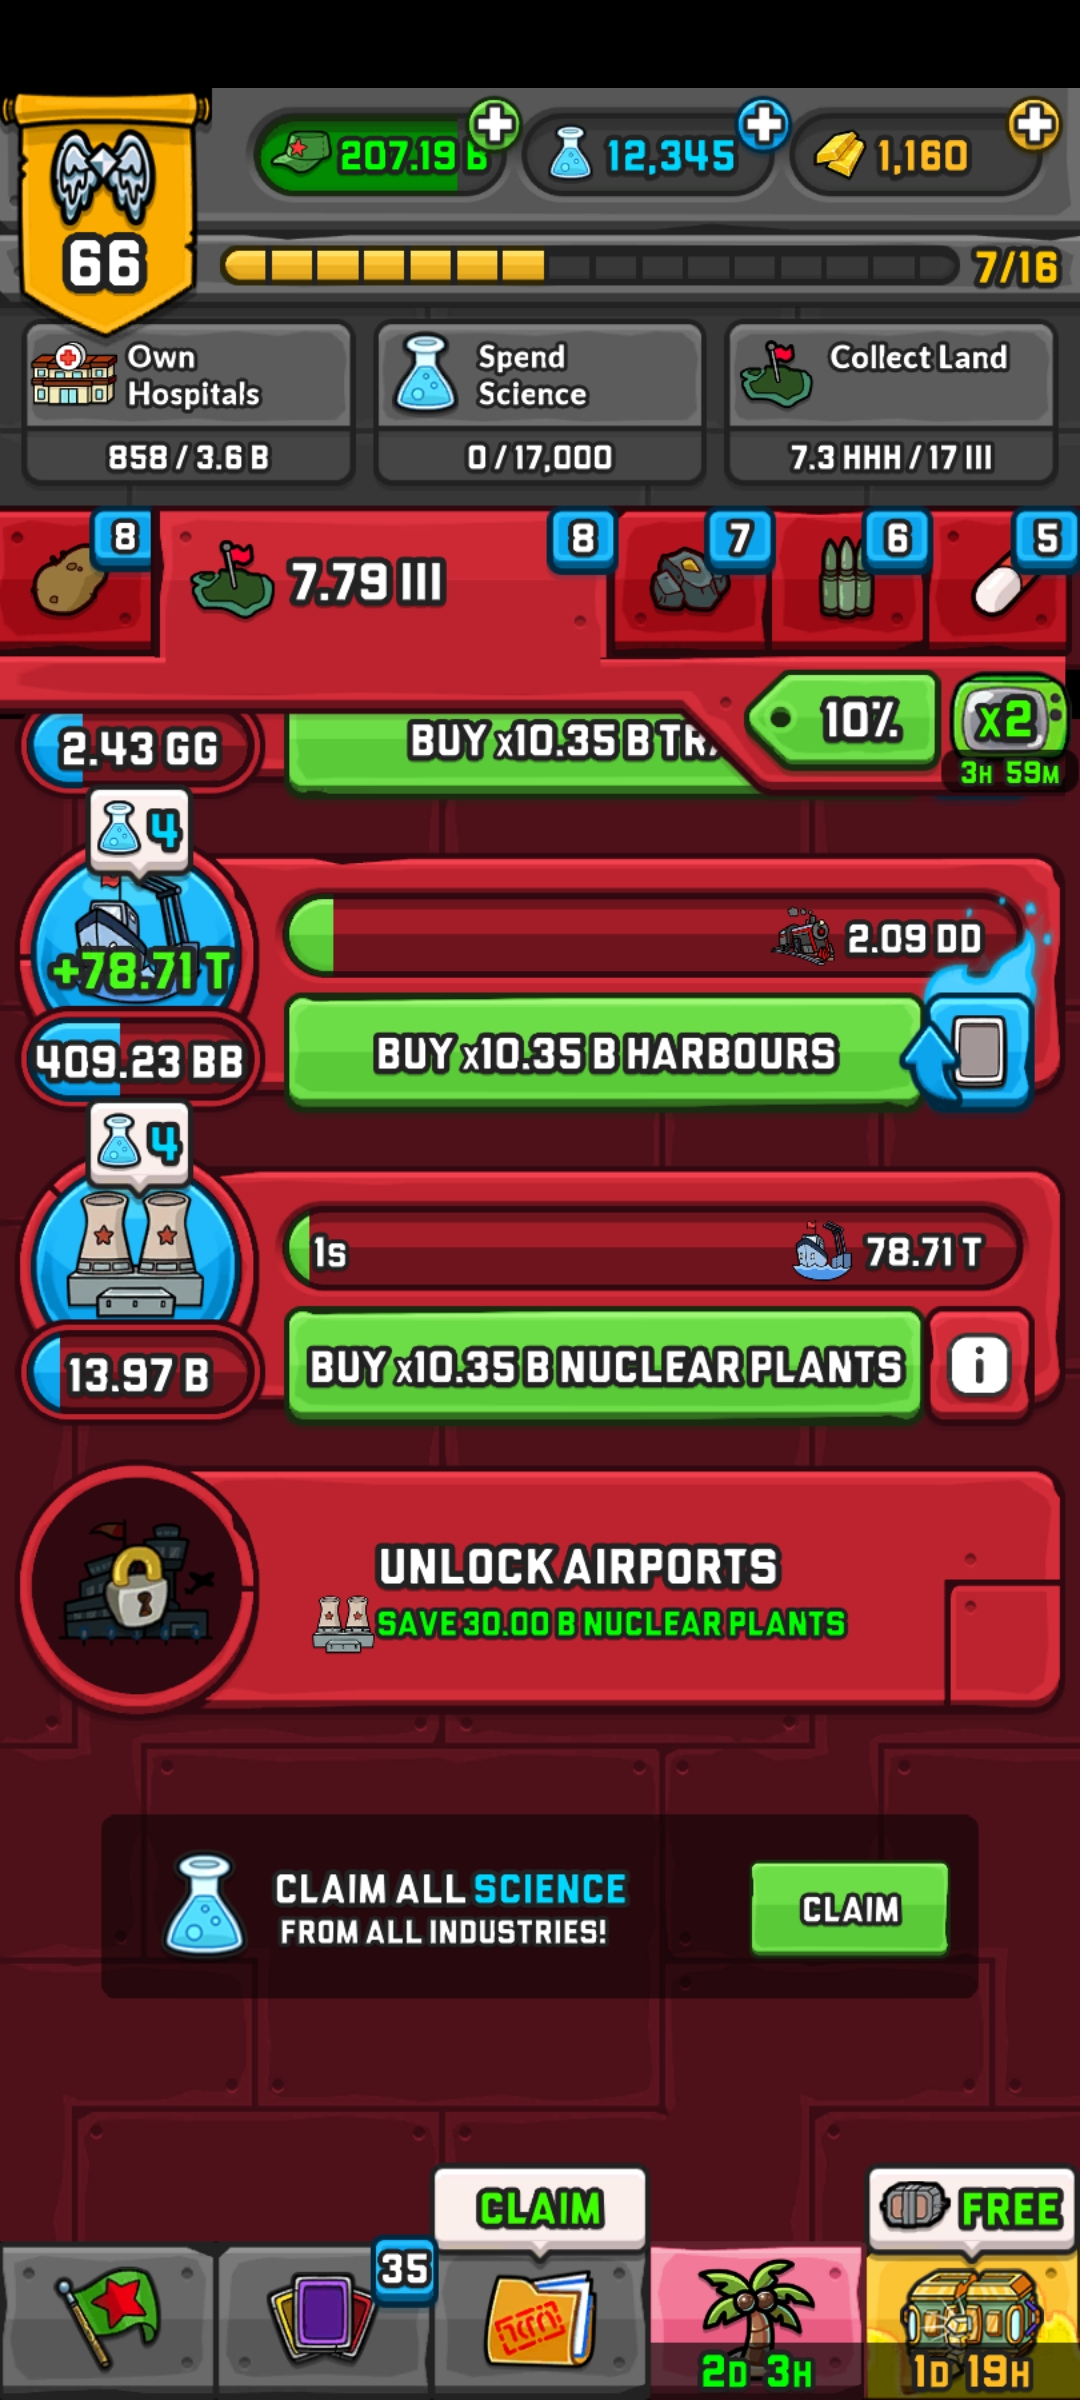 207.19 B
12,345
1,160
66
7/16
Own
Hospitals
858 / 3.6 B
Spend
Science
0 / 17,000
Collect Land
7.3 HHH / 17 III
8
7.79 III
8
7
6
5
2.43 GG
BUY x10.35 B TRA
10%
x2
3H 59M
4
+78.71 T
2.09 DD
409.23 BB
BUY x10.35 B HARBOURS
4
1s
78.71 T
13.97 B
BUY x10.35 B NUCLEAR PLANTS
i
UNLOCK AIRPORTS
SAVE 30.00 B NUCLEAR PLANTS
CLAIM ALL SCIENCE
FROM ALL INDUSTRIES!
CLAIM
CLAIM
FREE
35
2D 3H
1D 19H